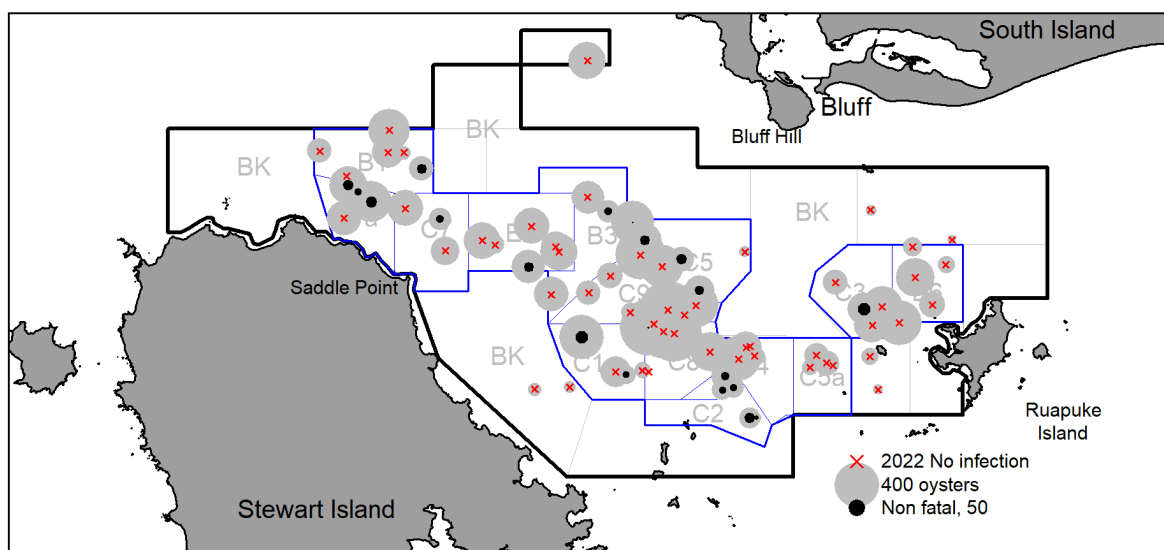 South Island
Bluff
Bluff Hill
BK
BK
BK
B1
C7
B3
BK
C5
C3
B6
Saddle Point
C9
C1
C8
C5a
BK
C2
Ruapuke
Island
2022 No infection
400 oysters
Non fatal, 50
Stewart Island